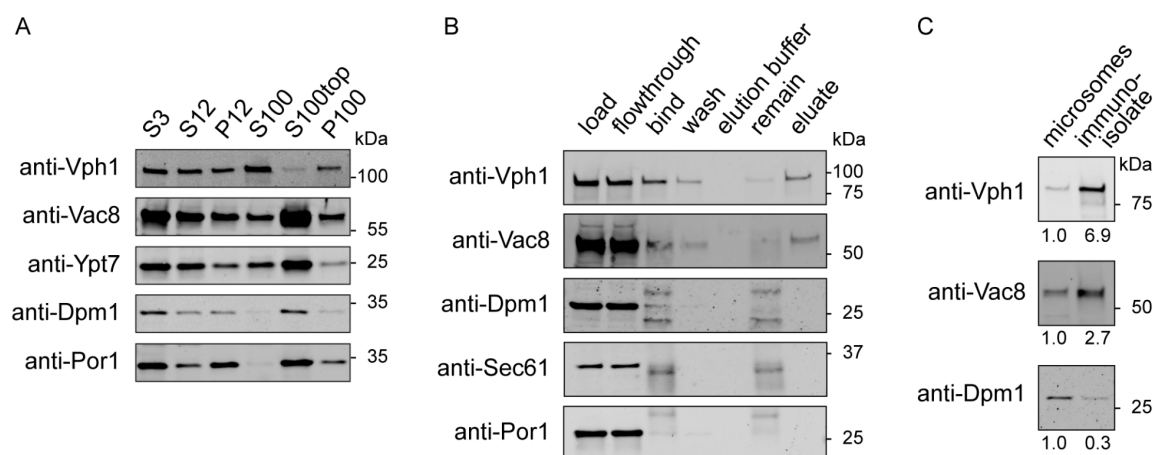 A
S3 S12 P12 S100 S100top P100
kDa
anti-Vph1 100
anti-Vac8 55
anti-Ypt7 25
anti-Dpm1 35
anti-Por1 35
B
load flowthrough bind wash elution buffer remain eluate
kDa
anti-Vph1 100
75
anti-Vac8 50
anti-Dpm1 25
anti-Sec61 37
anti-Por1 25
C
microsomes immuno-
isolate
kDa
anti-Vph1 75
1.0 6.9
anti-Vac8 50
1.0 2.7
anti-Dpm1 25
1.0 0.3